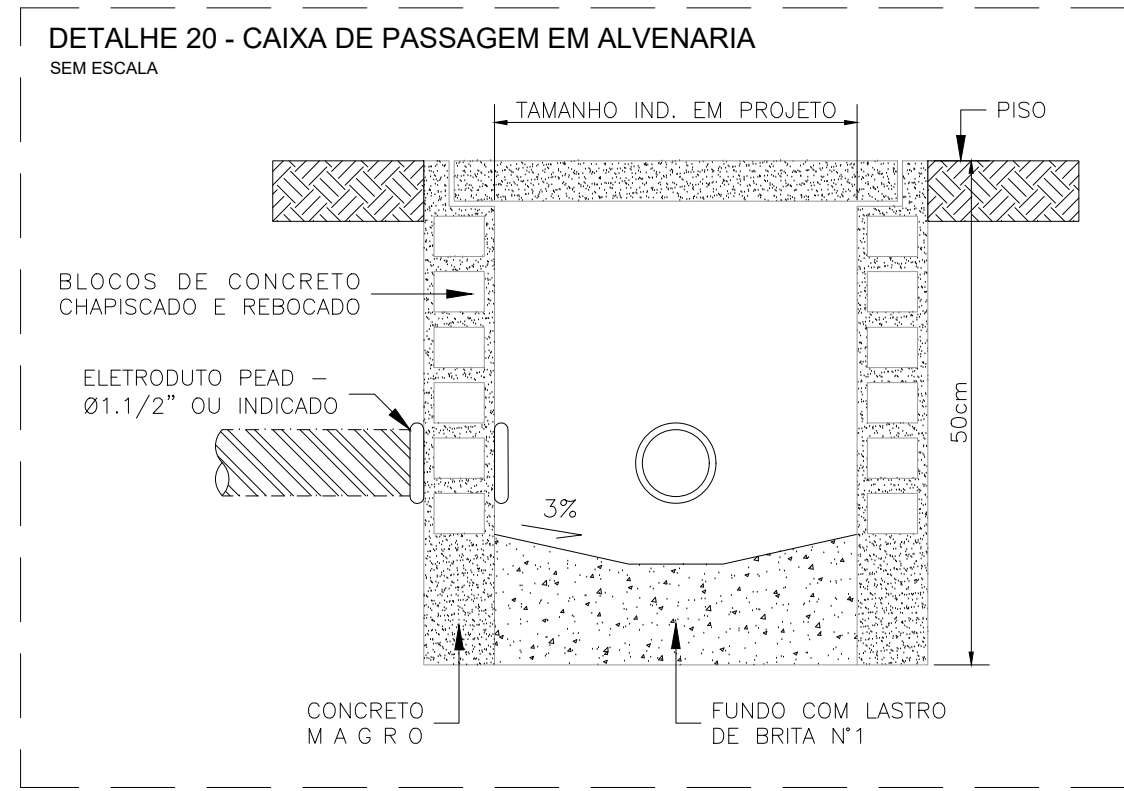 DETALHE 20 - CAIXA DE PASSAGEM EM ALVENARIA
SEM ESCALA
TAMANHO IND. EM PROJETO
PISO
BLOCOS DE CONCRETO
CHAPISCADO E REBOCADO
ELETRODUTO PEAD –
Ø1.1/2" OU INDICADO
50cm
3%
CONCRETO
MAGRO
FUNDO COM LASTRO
DE BRITA N°1